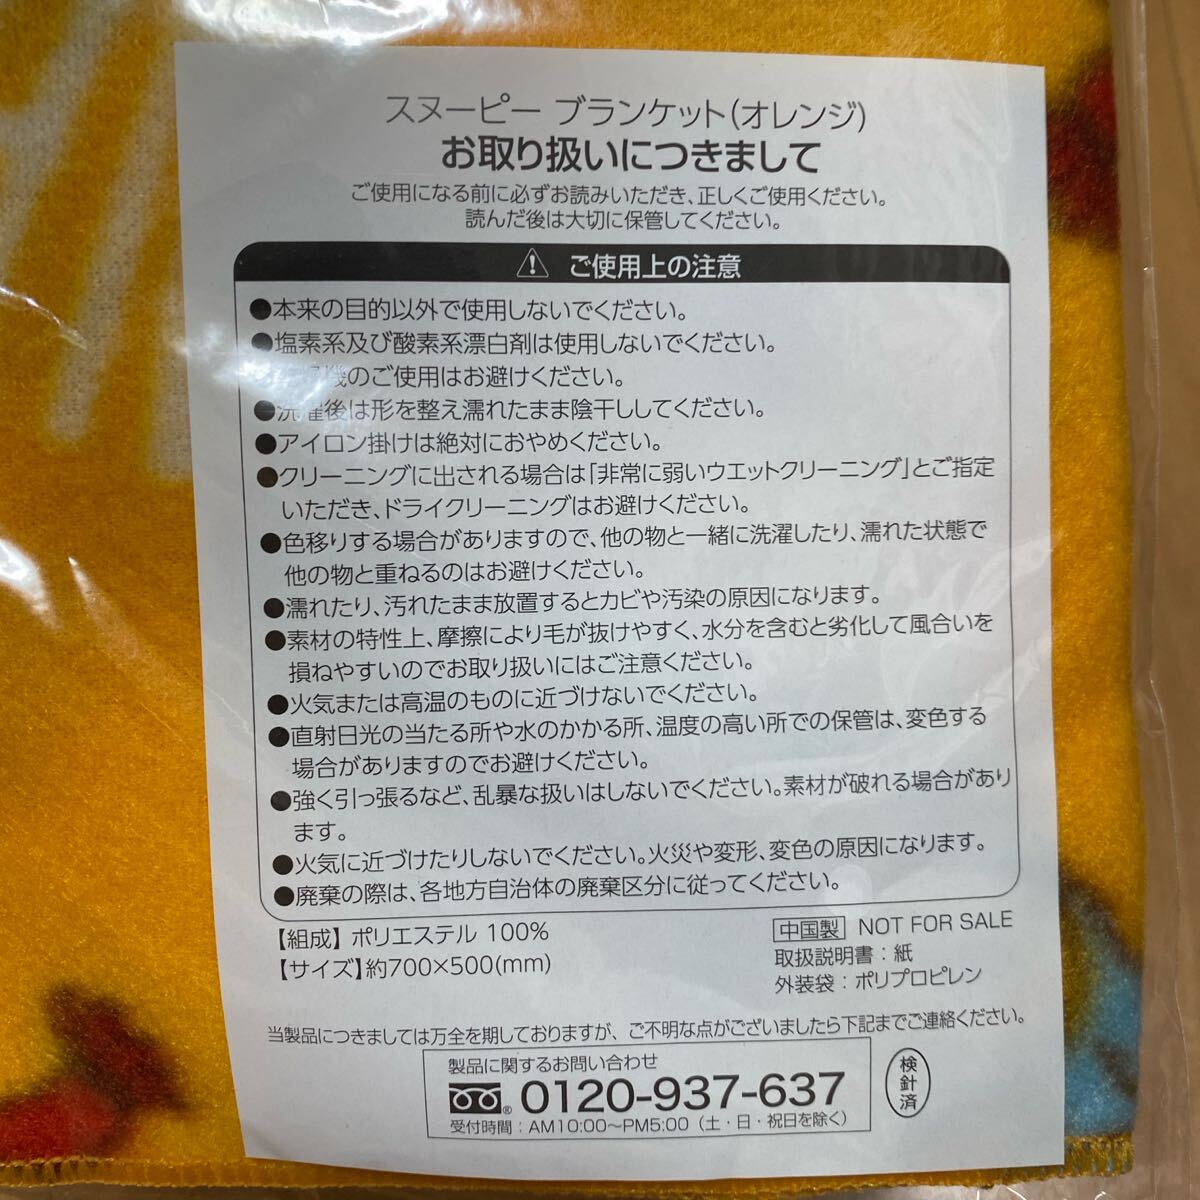 スヌーピー ブランケット(オレンジ)
お取り扱いにつきまして
ご使用になる前に必ずお読みいただき、正しくご使用ください。
読んだ後は大切に保管してください。
ご使用上の注意
●本来の目的以外で使用しないでください。
●塩素系及び酸素系漂白剤は使用しないでください。
機のご使用はお避けください。
●洗濯後は形を整え濡れたまま陰干ししてください。
●アイロン掛けは絶対におやめください。
●クリーニングに出される場合は「非常に弱いウエットクリーニング」とご指定
いただき、ドライクリーニングはお避けください。
●色移りする場合がありますので、他の物と一緒に洗濯したり、濡れた状態で
他の物と重ねるのはお避けください。
●濡れたり、汚れたまま放置するとカビや汚染の原因になります。
●素材の特性上、摩擦により毛が抜けやすく、水分を含むと劣化して風合いを
損ねやすいのでお取り扱いにはご注意ください。
●火気または高温のものに近づけないでください。
●直射日光の当たる所や水のかかる所、温度の高い所での保管は、変色する
場合がありますのでお避けください。
●強く引っ張るなど、乱暴な扱いはしないでください。素材が破れる場合があり
ます。
●火気に近づけたりしないでください。火災や変形、変色の原因になります。
●廃棄の際は、各地方自治体の廃棄区分に従ってください。
【組成】 ポリエステル 100%
【サイズ】約700×500(mm)
中国製 NOT FOR SALE
取扱説明書：紙
外装袋：ポリプロピレン
当製品につきましては万全を期しておりますが、ご不明な点がございましたら下記までご連絡ください。
製品に関するお問い合わせ
0120-937-637
受付時間：AM10:00～PM5:00（土・日・祝日を除く）
検針済